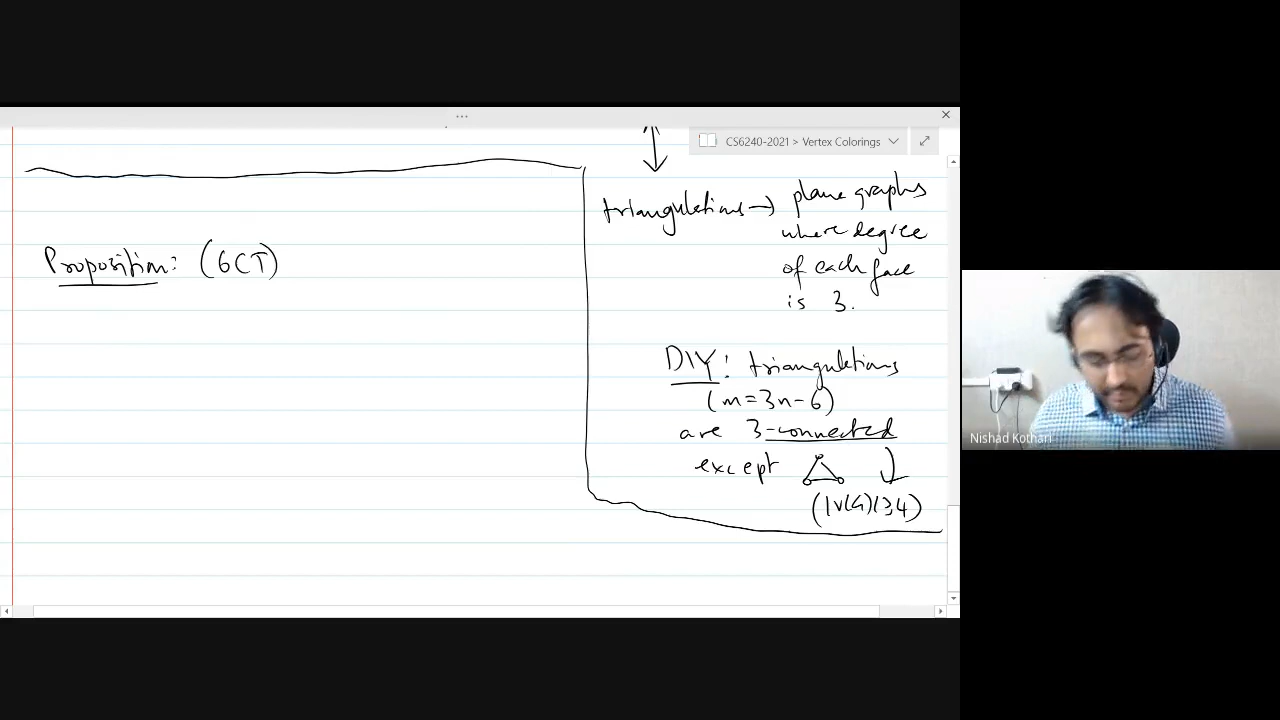 CS6240-2021 > Vertex Colorings
triangulations → plane graphs
where degree
of each face
is 3.
Proposition: (6CT)
DIY: triangulations
(m=3n-6)
are 3-connected
except
(|V(G)|≥4)
Nishad Kothari